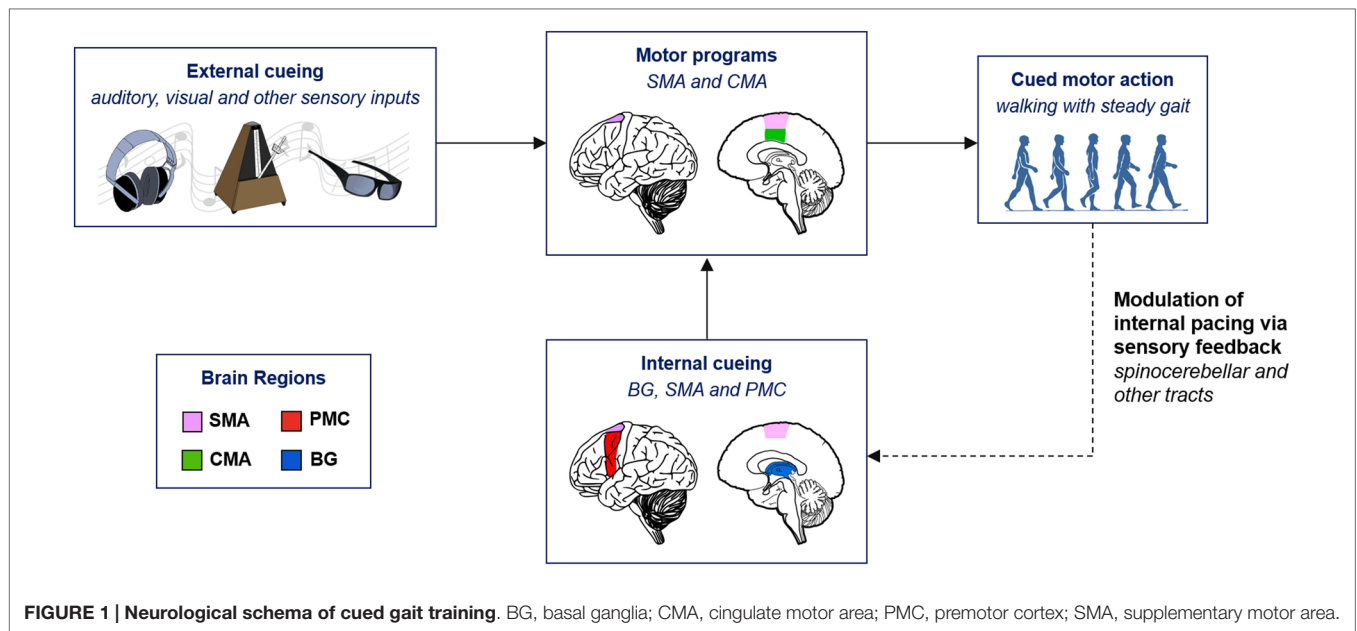 External cueing
auditory, visual and other sensory inputs
Motor programs
SMA and CMA
Cued motor action
walking with steady gait
Modulation of
internal pacing via
sensory feedback
spinocerebellar and
other tracts
Internal cueing
BG, SMA and PMC
Brain Regions
SMA
PMC
CMA
BG
FIGURE 1 | Neurological schema of cued gait training. BG, basal ganglia; CMA, cingulate motor area; PMC, premotor cortex; SMA, supplementary motor area.